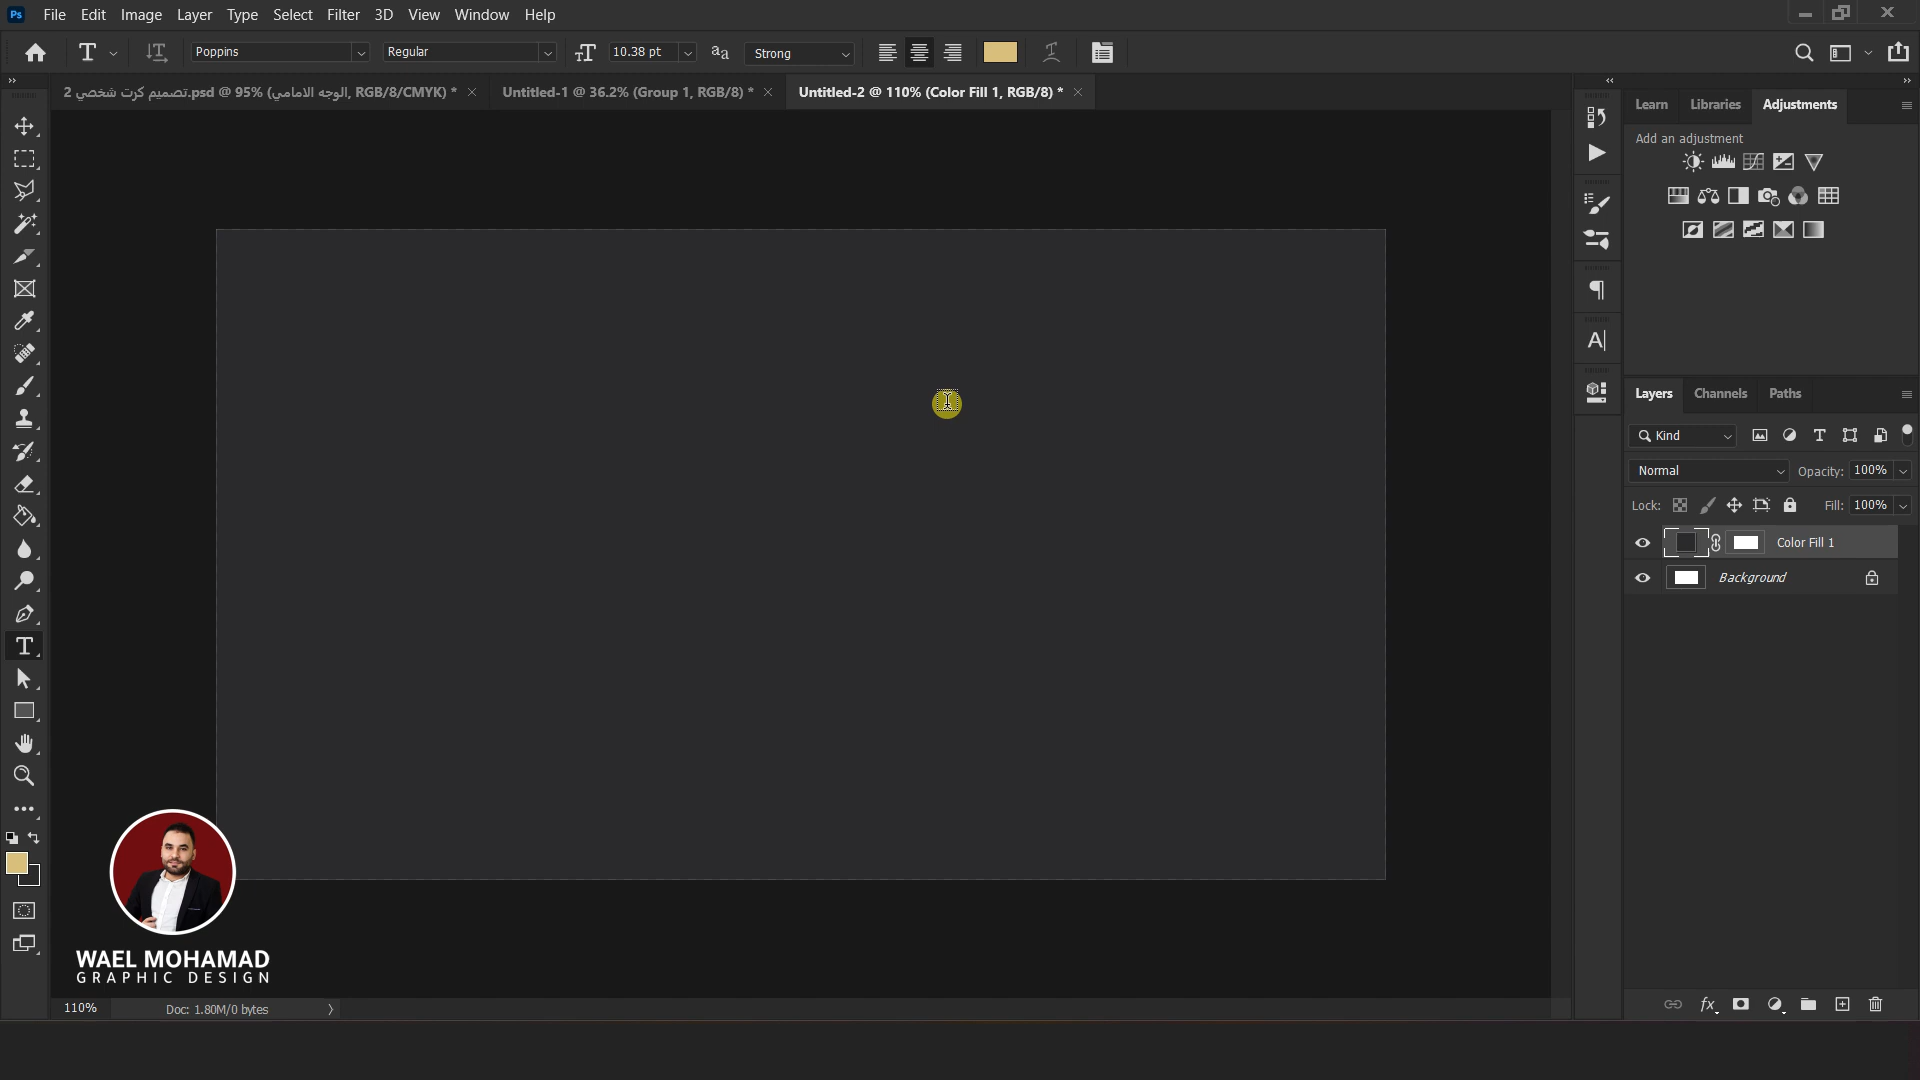 Ps File Edit Image Layer Type Select Filter 3D View Window Help
Poppins Regular 10.38 pt aa Strong
تصميم كرت شخصي 2.psd @ 95% (الوجه الامامي, RGB/8/CMYK) *
Untitled-1 @ 36.2% (Group 1, RGB/8) *
Untitled-2 @ 110% (Color Fill 1, RGB/8) *
Learn Libraries Adjustments
Add an adjustment
Layers Channels Paths
Kind
Normal Opacity: 100%
Lock: Fill: 100%
Color Fill 1
Background
WAEL MOHAMAD
GRAPHIC DESIGN
110% Doc: 1.80M/0 bytes
fx